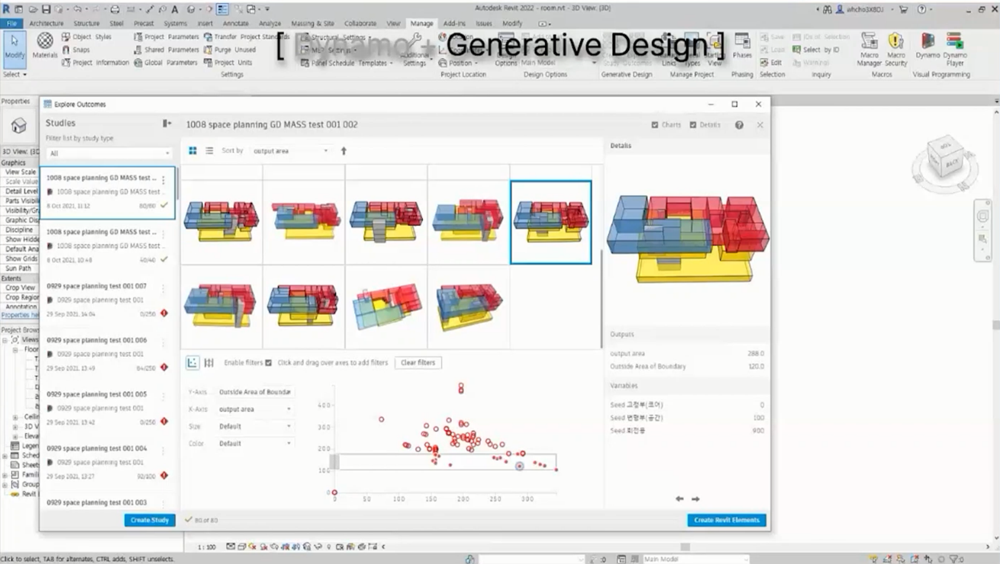 Autodesk Revit 2022 - room.rvt - 3D View: {3D}
whcho3X8DJ
File Architecture Structure Steel Precast Systems Insert Annotate Analyze Massing & Site Collaborate View Manage Add-Ins Issues Modify
[ Dynamo + Generative Design ]
Modify
Select
Materials
Object Styles
Snaps
Project Information
Project Parameters
Shared Parameters
Global Parameters
Transfer Project Standards
Purge Unused
Project Units
Settings
Structural Settings
Panel Schedule Templates
Additional Settings
Position
Project Location
Options
Main Model
Design Options
Generative Design
Links
Types
View
Manage Project
Phases
Phasing
Save
Load
Edit
Selection
IDs of Selection
Select by ID
Warnings
Inquiry
Macro Manager
Macro Security
Macros
Dynamo
Dynamo Player
Visual Programming
Properties
3D View: {3D}
Graphics
View Scale
Scale Value
Detail Level
Parts Visibili
Visibility/Gr
Graphic Dis
Discipline
Show Hidde
Default Ana
Show Grids
Sun Path
Extents
Crop View
Crop Region
Annotation
Properties hel
Project Brows
Views
Floor
Ceilin
3D V
Eleva
Legen
Sched
Sheets
Famili
Group
Revit
Explore Outcomes
Studies
Filter list by study type
All
1008 space planning GD MASS test ...
1008 space planning GD MASS test
8 Oct 2021, 11:12 80/80
1008 space planning GD MASS test ...
1008 space planning GD MASS test
8 Oct 2021, 10:48 40/40
0929 space planning test 001 007
0929 space planning test 001
29 Sep 2021, 14:04 0/250
0929 space planning test 001 006
0929 space planning test 001
29 Sep 2021, 13:49 84/250
0929 space planning test 001 005
0929 space planning test 001
29 Sep 2021, 13:42 0/250
0929 space planning test 001 004
0929 space planning test 001
29 Sep 2021, 13:27 92/100
0929 space planning test 001 003
Create Study
1008 space planning GD MASS test 001 002
Charts Details
Sort by output area
Enable filters Click and drag over axes to add filters Clear filters
Y-Axis Outside Area of Boundar
X-Axis output area
Size Default
Color Default
400
300
200
100
0
0 50 100 150 200 250 300
80 of 80
Details
Outputs
output area 288.0
Outside Area of Boundary 120.0
Variables
Seed 고정부(코어) 0
Seed 변형부(공간) 100
Seed 회전율 900
Create Revit Elements
TOP
BACK
1 : 100
Click to select, TAB for alternates, CTRL adds, SHIFT unselects.
:0
Main Model
:0